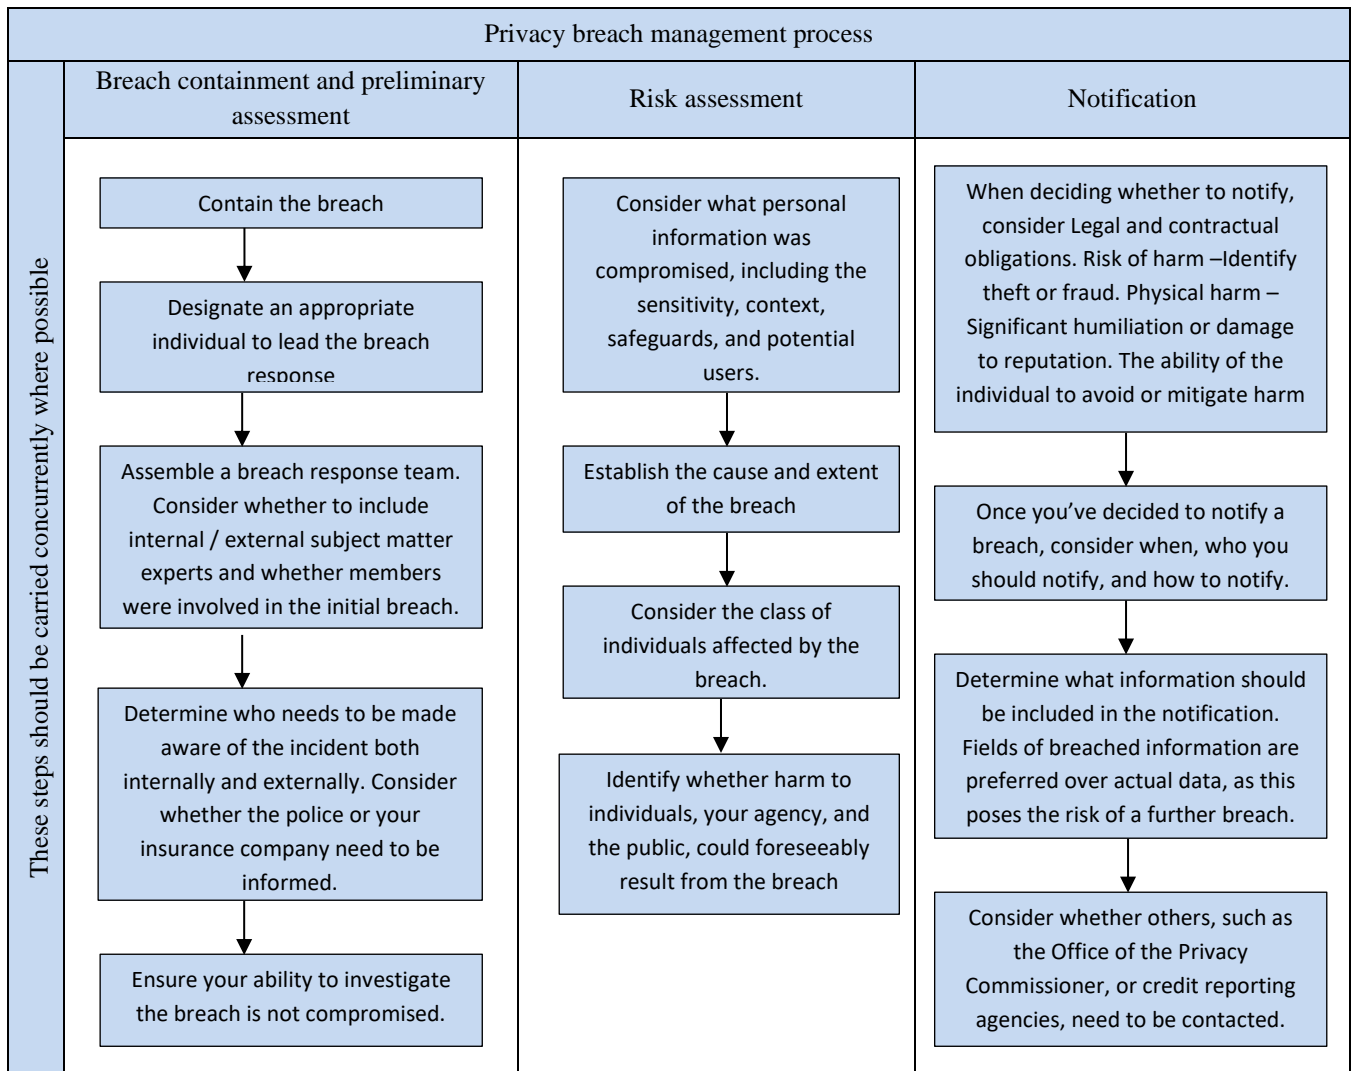 Privacy breach management process
These steps should be carried concurrently where possible
Breach containment and preliminary
assessment
Risk assessment
Notification
Contain the breach
Designate an appropriate
individual to lead the breach
response
Assemble a breach response team.
Consider whether to include
internal / external subject matter
experts and whether members
were involved in the initial breach.
Determine who needs to be made
aware of the incident both
internally and externally. Consider
whether the police or your
insurance company need to be
informed.
Ensure your ability to investigate
the breach is not compromised.
Consider what personal
information was
compromised, including the
sensitivity, context,
safeguards, and potential
users.
Establish the cause and extent
of the breach
Consider the class of
individuals affected by the
breach.
Identify whether harm to
individuals, your agency, and
the public, could foreseeably
result from the breach
When deciding whether to notify,
consider Legal and contractual
obligations. Risk of harm –Identify
theft or fraud. Physical harm –
Significant humiliation or damage
to reputation. The ability of the
individual to avoid or mitigate harm
Once you’ve decided to notify a
breach, consider when, who you
should notify, and how to notify.
Determine what information should
be included in the notification.
Fields of breached information are
preferred over actual data, as this
poses the risk of a further breach.
Consider whether others, such as
the Office of the Privacy
Commissioner, or credit reporting
agencies, need to be contacted.